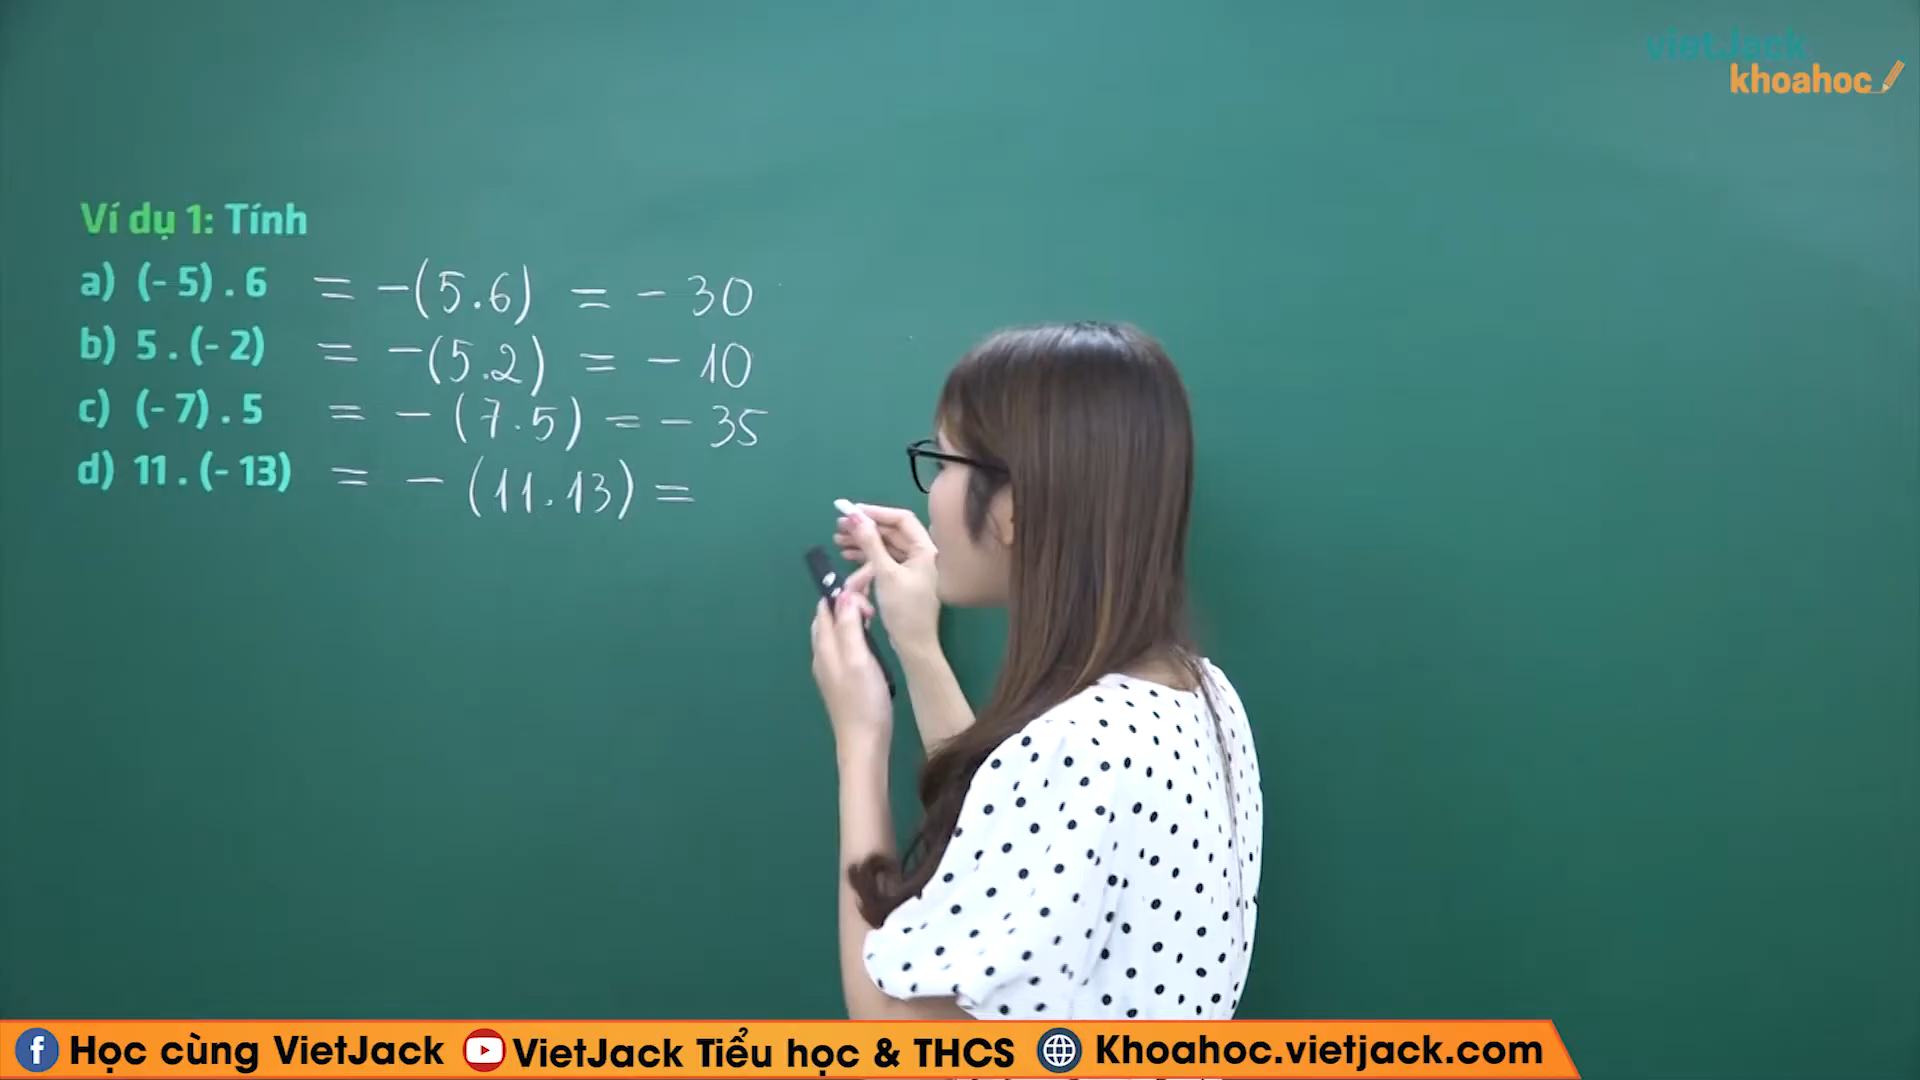 vietJack
khoahoc
Ví dụ 1: Tính
a) (- 5) . 6 = -(5.6) = - 30
b) 5 . (- 2) = -(5.2) = - 10
c) (- 7) . 5 = - (7.5) = - 35
d) 11 . (- 13) = - (11.13) =
Học cùng VietJack VietJack Tiểu học & THCS Khoahoc.vietjack.com